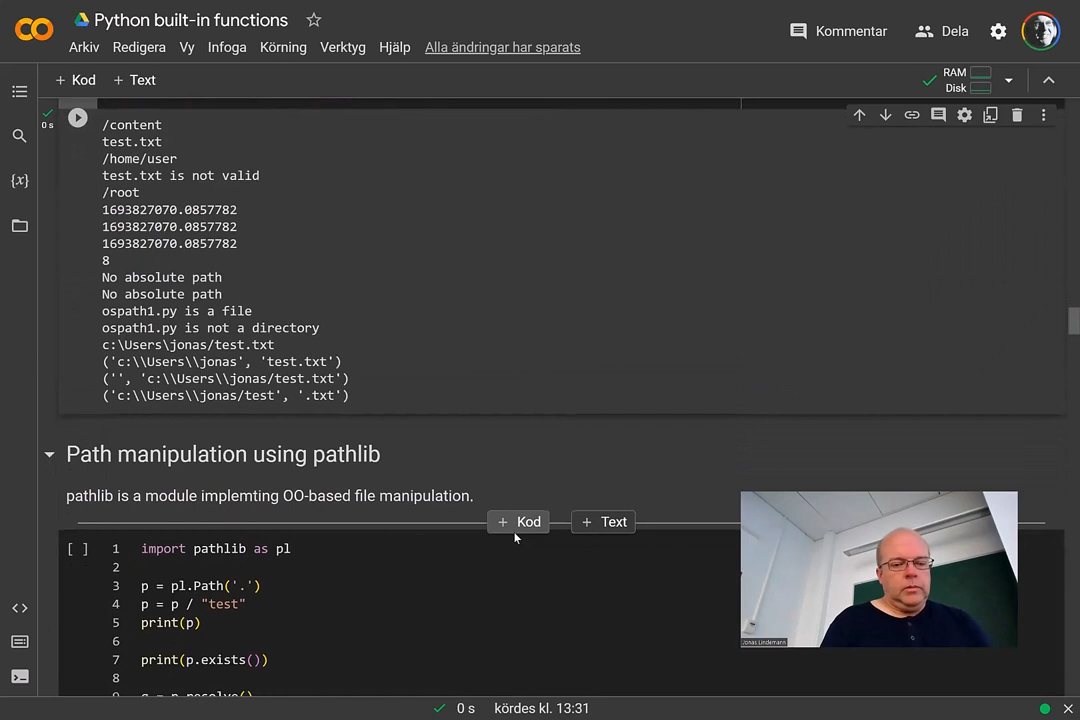 Python built-in functions
Kommentar
Dela
Arkiv Redigera Vy Infoga Körning Verktyg Hjälp Alla ändringar har sparats
+ Kod + Text
RAM
Disk
0 s
/content
test.txt
/home/user
test.txt is not valid
/root
1693827070.0857782
1693827070.0857782
1693827070.0857782
8
No absolute path
No absolute path
ospath1.py is a file
ospath1.py is not a directory
c:\Users\jonas/test.txt
('c:\\Users\\jonas', 'test.txt')
('', 'c:\\Users\\jonas/test.txt')
('c:\\Users\\jonas/test', '.txt')
Path manipulation using pathlib
pathlib is a module implemting OO-based file manipulation.
+ Kod + Text
[ ] 1 import pathlib as pl
2
3 p = pl.Path('.')
4 p = p / "test"
5 print(p)
6
7 print(p.exists())
8
9 q = p.resolve()
Jonas Lindemann
0 s kördes kl. 13:31